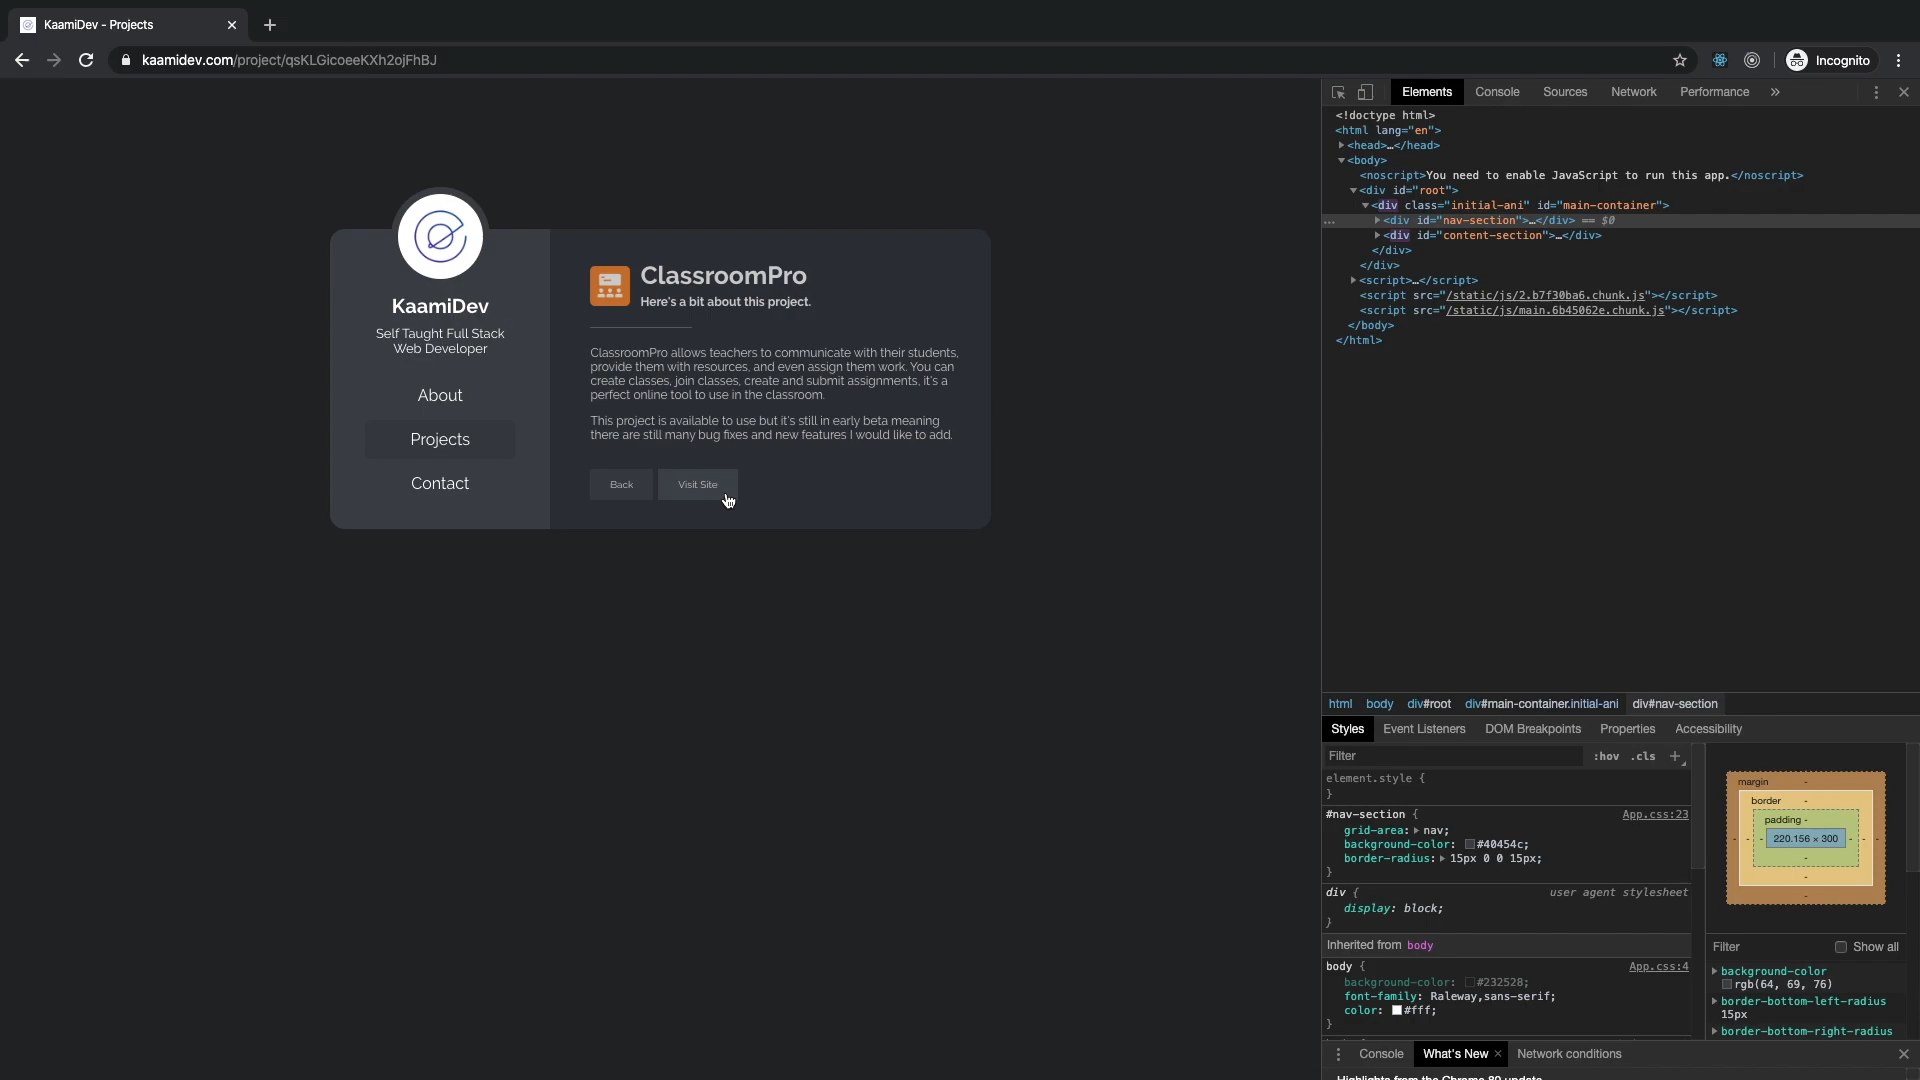 KaamiDev - Projects
kaamidev.com/project/qsKLGicoeeKXh2ojFhBJ
Incognito
KaamiDev
Self Taught Full Stack
Web Developer
About
Projects
Contact
ClassroomPro
Here's a bit about this project.
ClassroomPro allows teachers to communicate with their students,
provide them with resources, and even assign them work. You can
create classes, join classes, create and submit assignments, it's a
perfect online tool to use in the classroom.
This project is available to use but it's still in early beta meaning
there are still many bug fixes and new features I would like to add.
Back
Visit Site
Elements Console Sources Network Performance »
<!doctype html>
<html lang="en">
<head>…</head>
<body>
<noscript>You need to enable JavaScript to run this app.</noscript>
<div id="root">
<div class="initial-ani" id="main-container">
… <div id="nav-section">…</div> == $0
<div id="content-section">…</div>
</div>
</div>
<script>…</script>
<script src="/static/js/2.b7f30ba6.chunk.js"></script>
<script src="/static/js/main.6b45062e.chunk.js"></script>
</body>
</html>
html body div#root div#main-container.initial-ani div#nav-section
Styles Event Listeners DOM Breakpoints Properties Accessibility
Filter :hov .cls +
element.style {
}
#nav-section { App.css:23
grid-area: nav;
background-color: #40454c;
border-radius: 15px 0 0 15px;
}
div { user agent stylesheet
display: block;
}
Inherited from body
body { App.css:4
background-color: #232528;
font-family: Raleway,sans-serif;
color: #fff;
}
margin -
border -
padding -
- - - 220.156 × 300 - - -
-
-
-
Filter Show all
background-color
rgb(64, 69, 76)
border-bottom-left-radius
15px
border-bottom-right-radius
Console What's New × Network conditions
Highlights from the Chrome 80 update